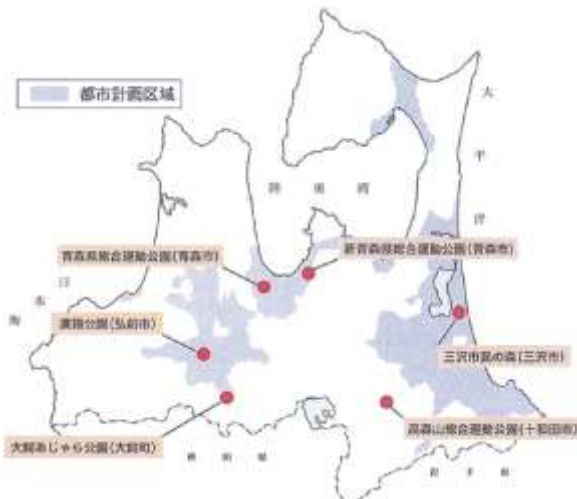 都市計画区域
太平洋
陸奥湾
青森県総合運動公園(青森市)
新青森県総合運動公園(青森市)
日本海
鷹揚公園(弘前市)
三沢市民の森(三沢市)
大鰐あじゃら公園(大鰐町)
高森山総合運動公園(十和田市)
秋田県
岩手県